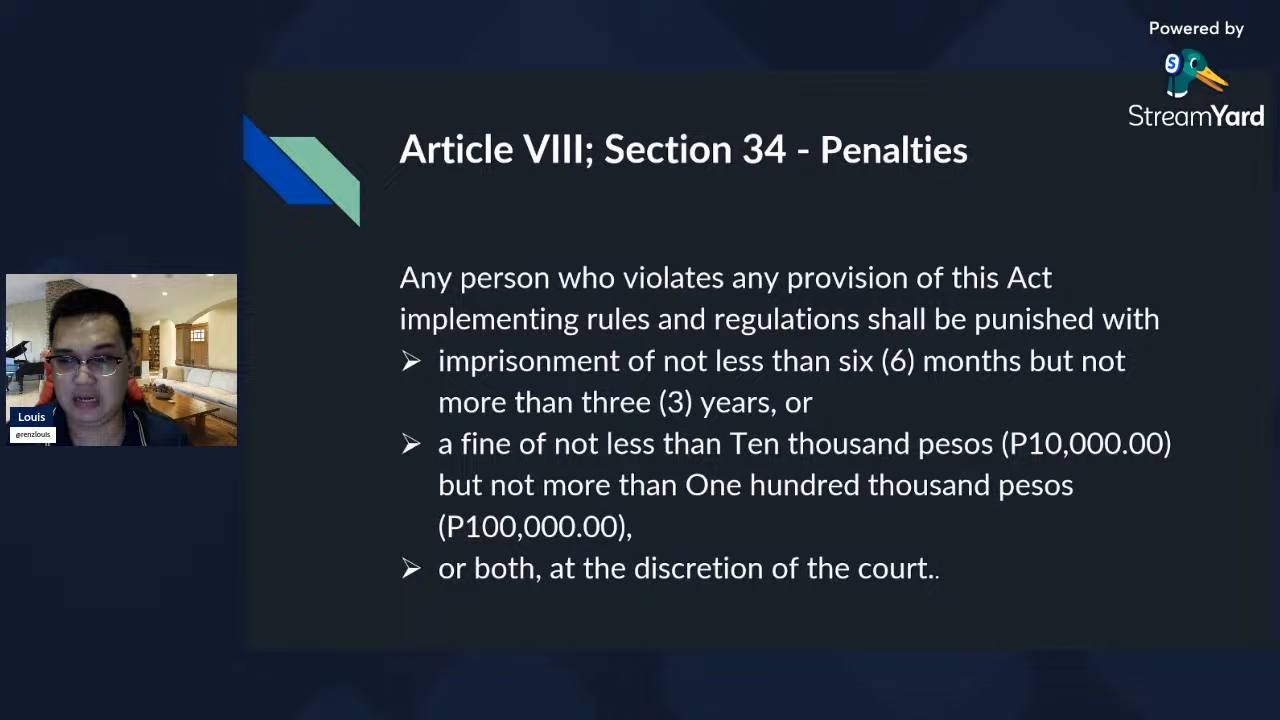 Powered by
StreamYard
Article VIII; Section 34 - Penalties
Any person who violates any provision of this Act
implementing rules and regulations shall be punished with
➢ imprisonment of not less than six (6) months but not
more than three (3) years, or
➢ a fine of not less than Ten thousand pesos (P10,000.00)
but not more than One hundred thousand pesos
(P100,000.00),
➢ or both, at the discretion of the court..
Louis
@renzlouis